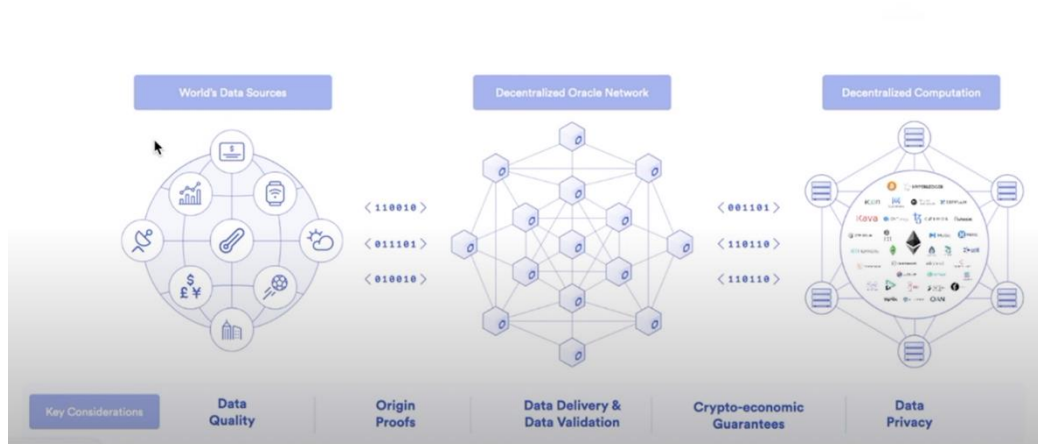 World's Data Sources
Decentralized Oracle Network
Decentralized Computation
$
<110010>
<001101>
Kava
<011101>
<110110>
$
£ ¥
<010010>
<110110>
Key Considerations
Data
Quality
Origin
Proofs
Data Delivery &
Data Validation
Crypto-economic
Guarantees
Data
Privacy